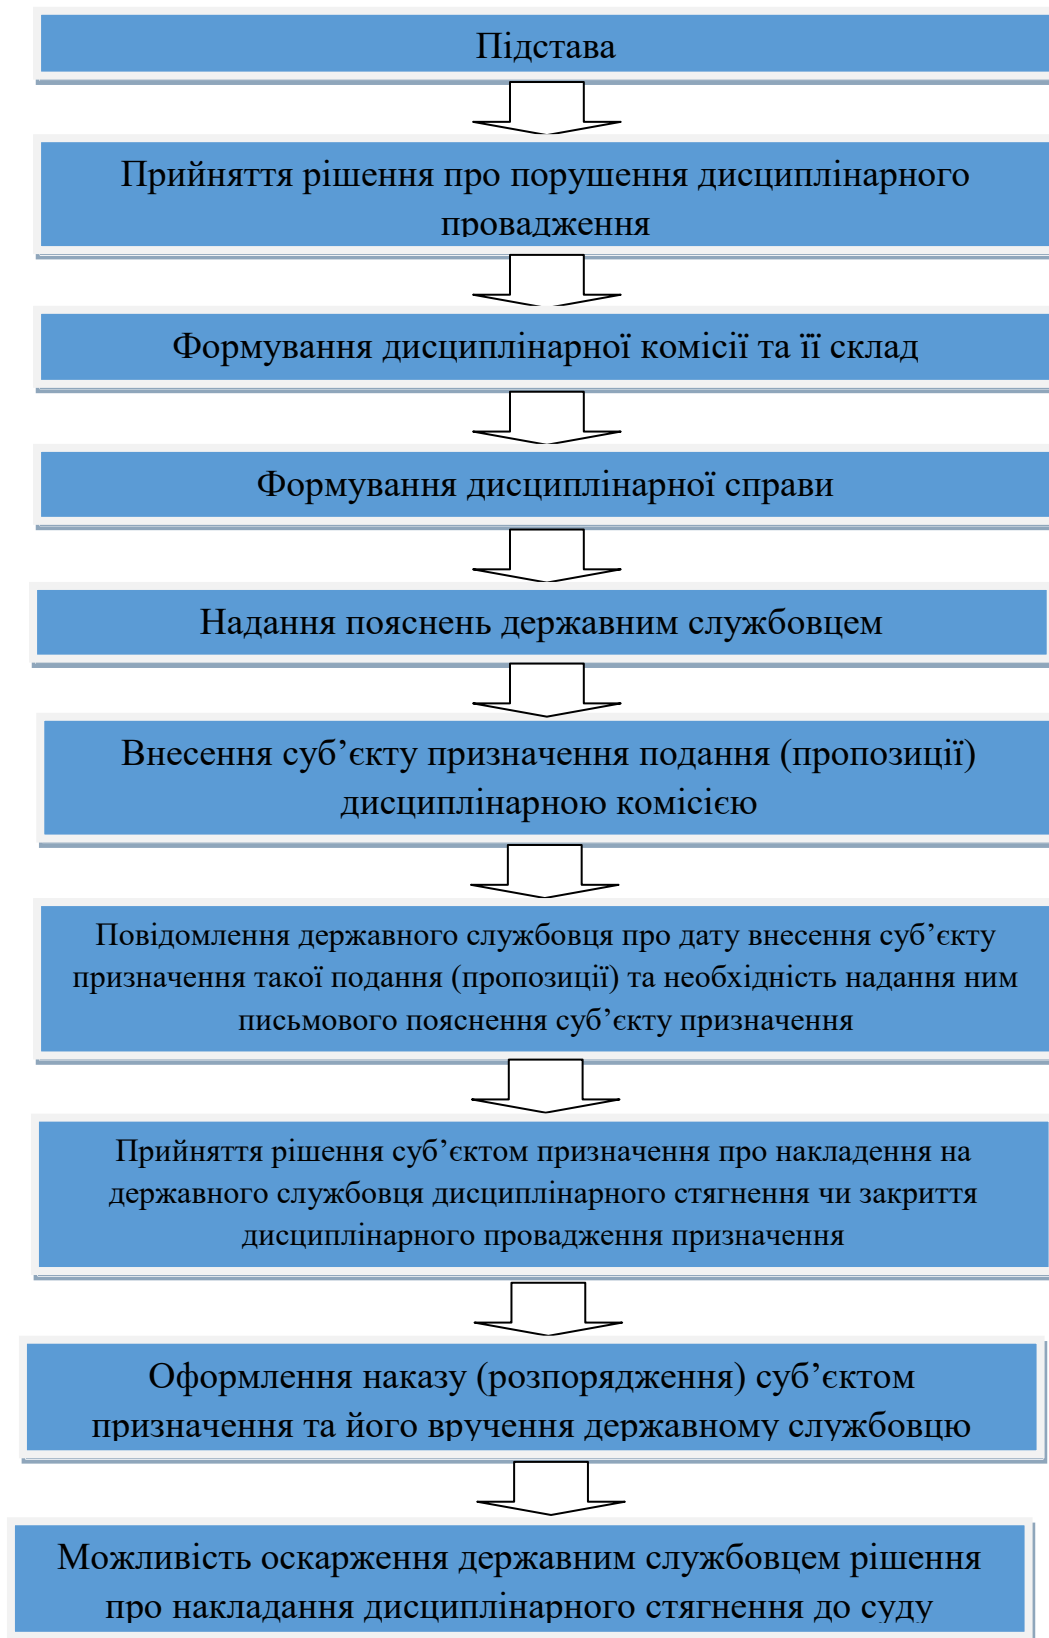 Підстава
Прийняття рішення про порушення дисциплінарного
провадження
Формування дисциплінарної комісії та її склад
Формування дисциплінарної справи
Надання пояснень державним службовцем
Внесення суб’єкту призначення подання (пропозиції)
дисциплінарною комісією
Повідомлення державного службовця про дату внесення суб’єкту
призначення такої подання (пропозиції) та необхідність надання ним
письмового пояснення суб’єкту призначення
Прийняття рішення суб’єктом призначення про накладення на
державного службовця дисциплінарного стягнення чи закриття
дисциплінарного провадження призначення
Оформлення наказу (розпорядження) суб’єктом
призначення та його вручення державному службовцю
Можливість оскарження державним службовцем рішення
про накладання дисциплінарного стягнення до суду